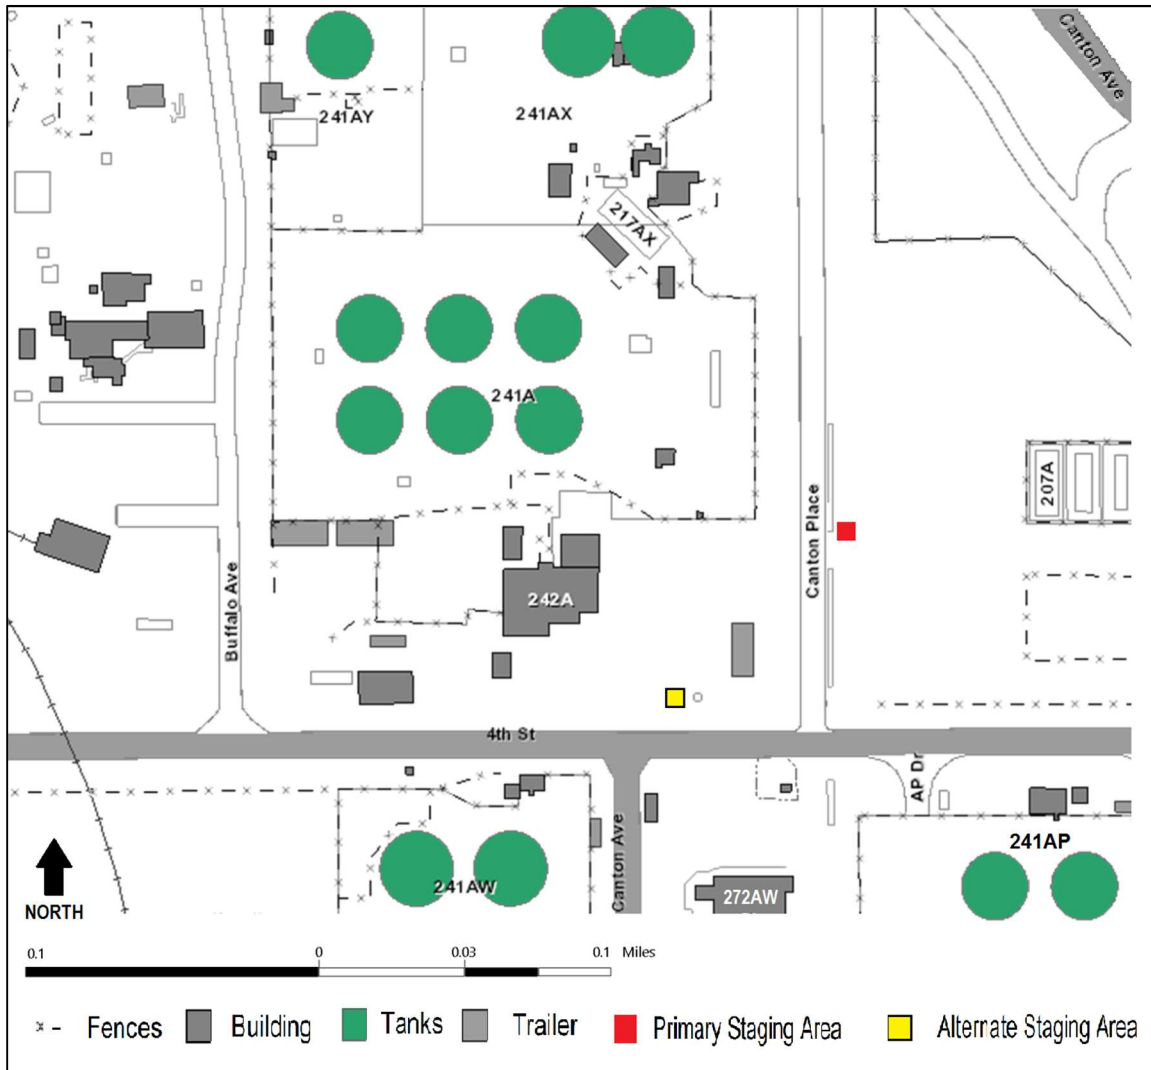 Canton Ave
241AY
241AX
217AX
241A
207A
Canton Place
242A
Buffalo Ave
4th St
AP Dr
Canton Ave
241AP
241AW
272AW
NORTH
0.1 0 0.03 0.1 Miles
Fences Building Tanks Trailer Primary Staging Area Alternate Staging Area